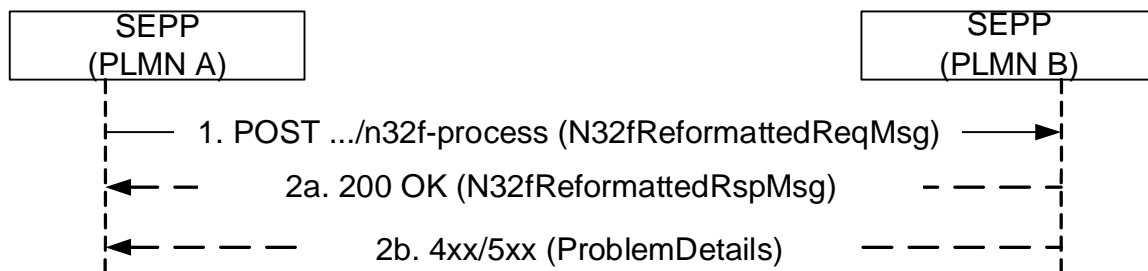 SEPP
(PLMN A)
SEPP
(PLMN B)
1. POST .../n32f-process (N32fReformattedReqMsg)
2a. 200 OK (N32fReformattedRspMsg)
2b. 4xx/5xx (ProblemDetails)